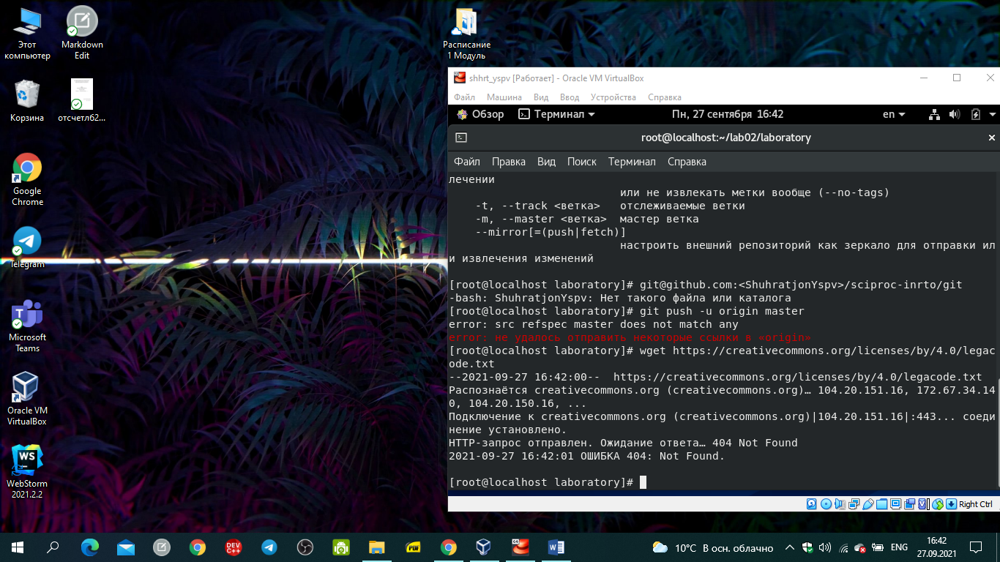 Этот
компьютер
Markdown
Edit
Корзина
отсчетлб2...
Google
Chrome
Telegram
Microsoft
Teams
Oracle VM
VirtualBox
WS
WebStorm
2021.2.2
Расписание
1 Модуль
shhrt_yspv [Работает] - Oracle VM VirtualBox
Файл Машина Вид Ввод Устройства Справка
Обзор Терминал Пн, 27 сентября 16:42 en
root@localhost:~/lab02/laboratory
Файл Правка Вид Поиск Терминал Справка
лечении
или не извлекать метки вообще (--no-tags)
-t, --track <ветка> отслеживаемые ветки
-m, --master <ветка> мастер ветка
--mirror[=(push|fetch)]
настроить внешний репозиторий как зеркало для отправки ил
и извлечения изменений
[root@localhost laboratory]# git@github.com:<ShuhratjonYspv>/sciproc-inrto/git
-bash: ShuhratjonYspv: Нет такого файла или каталога
[root@localhost laboratory]# git push -u origin master
error: src refspec master does not match any
error: не удалось отправить некоторые ссылки в «origin»
[root@localhost laboratory]# wget https://creativecommons.org/licenses/by/4.0/legac
ode.txt
--2021-09-27 16:42:00-- https://creativecommons.org/licenses/by/4.0/legacode.txt
Распознаётся creativecommons.org (creativecommons.org)… 104.20.151.16, 172.67.34.14
0, 104.20.150.16, ...
Подключение к creativecommons.org (creativecommons.org)|104.20.151.16|:443... соеди
нение установлено.
HTTP-запрос отправлен. Ожидание ответа… 404 Not Found
2021-09-27 16:42:01 ОШИБКА 404: Not Found.
[root@localhost laboratory]#
Right Ctrl
DEV
C++
PDF
10°C В осн. облачно
ENG
16:42
27.09.2021